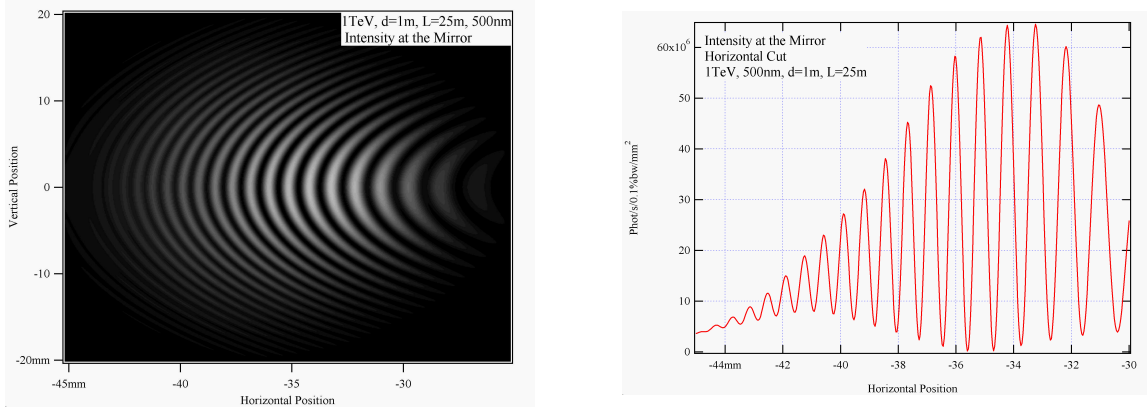 1TeV, d=1m, L=25m, 500nm
Intensity at the Mirror
Vertical Position
20
10
0
-10
-20mm
-45mm
-40
-35
-30
Horizontal Position
Intensity at the Mirror
Horizontal Cut
1TeV, 500nm, d=1m, L=25m
Phot/s/0.1%bw/mm²
60x10⁶
50
40
30
20
10
0
-44mm
-42
-40
-38
-36
-34
-32
-30
Horizontal Position